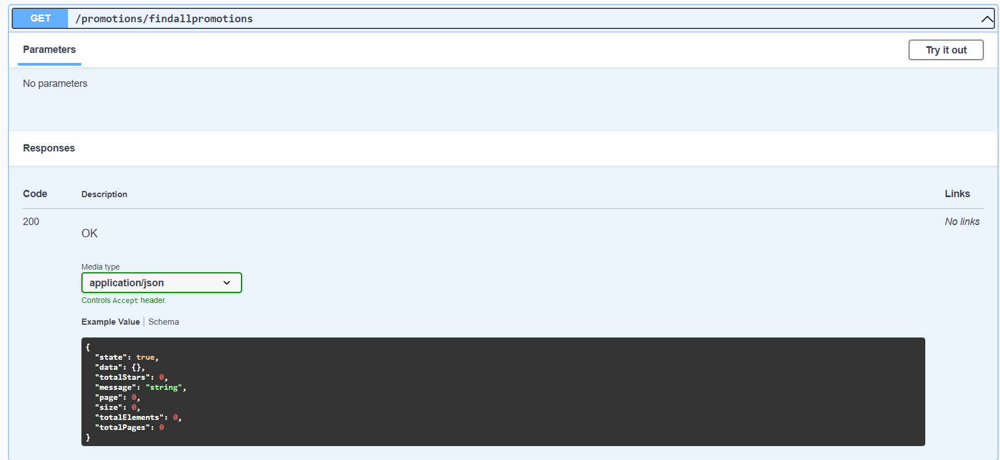 GET /promotions/findallpromotions
Parameters
Try it out
No parameters
Responses
Code Description Links
200 No links
OK
Media type
application/json
Controls Accept header.
Example Value | Schema
{
  "state": true,
  "data": {},
  "totalStars": 0,
  "message": "string",
  "page": 0,
  "size": 0,
  "totalElements": 0,
  "totalPages": 0
}